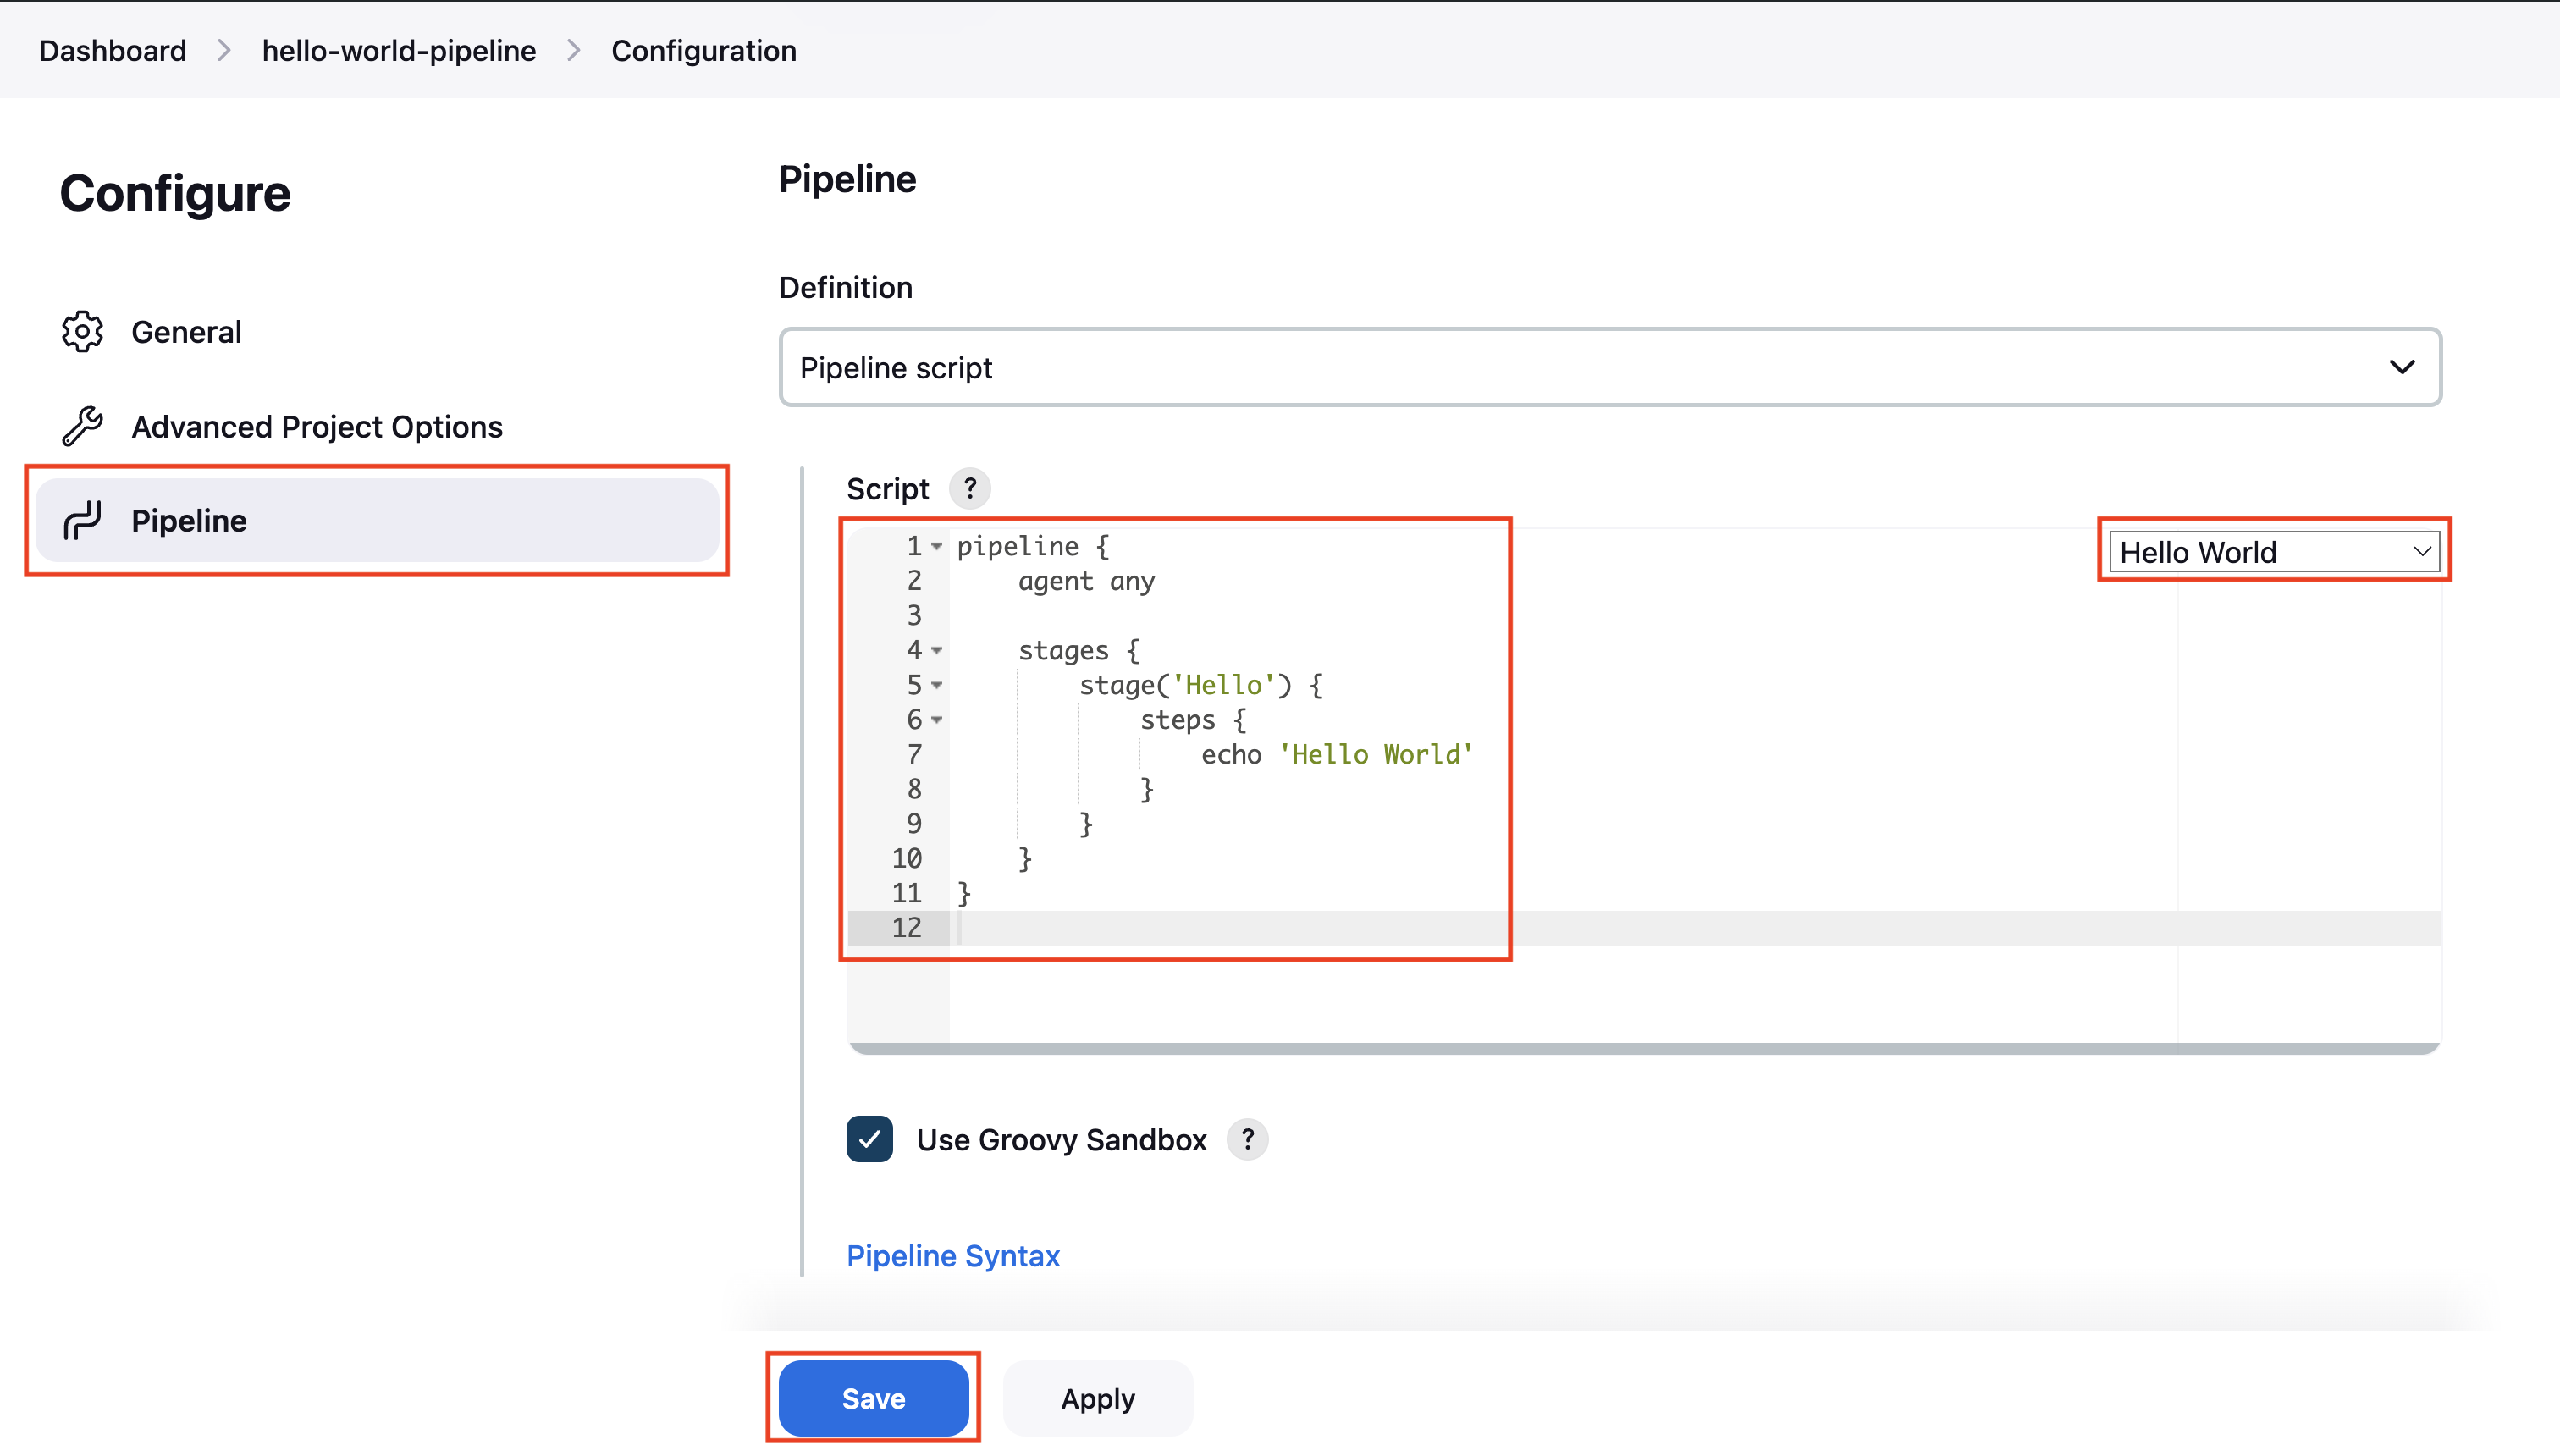 Dashboard > hello-world-pipeline > Configuration
Configure
General
Advanced Project Options
Pipeline
Pipeline
Definition
Pipeline script
Script ?
Hello World
1 pipeline {
2     agent any
3
4     stages {
5         stage('Hello') {
6             steps {
7                 echo 'Hello World'
8             }
9         }
10     }
11 }
12
Use Groovy Sandbox ?
Pipeline Syntax
Save Apply